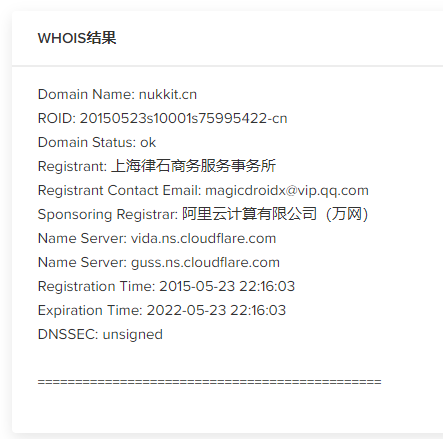 WHOIS结果
Domain Name: nukkit.cn
ROID: 20150523s10001s75995422-cn
Domain Status: ok
Registrant: 上海律石商务服务事务所
Registrant Contact Email: magicdroidx@vip.qq.com
Sponsoring Registrar: 阿里云计算有限公司（万网）
Name Server: vida.ns.cloudflare.com
Name Server: guss.ns.cloudflare.com
Registration Time: 2015-05-23 22:16:03
Expiration Time: 2022-05-23 22:16:03
DNSSEC: unsigned
==============================================